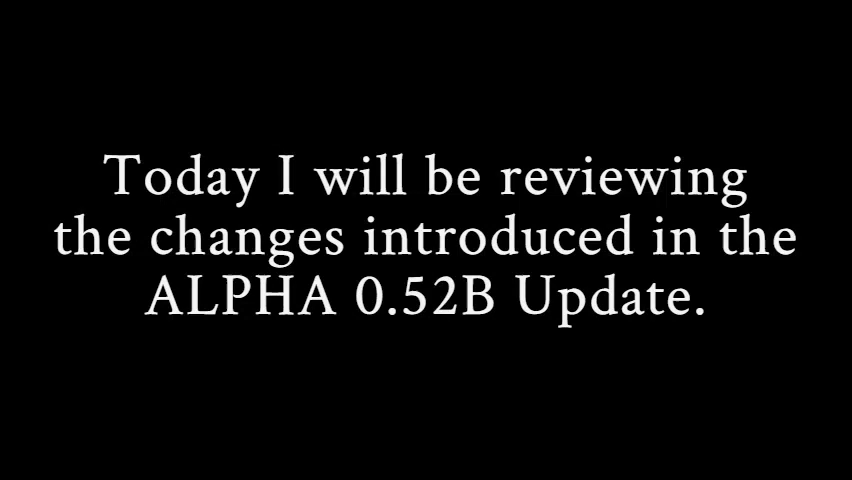 Today I will be reviewing
the changes introduced in the
ALPHA 0.52B Update.